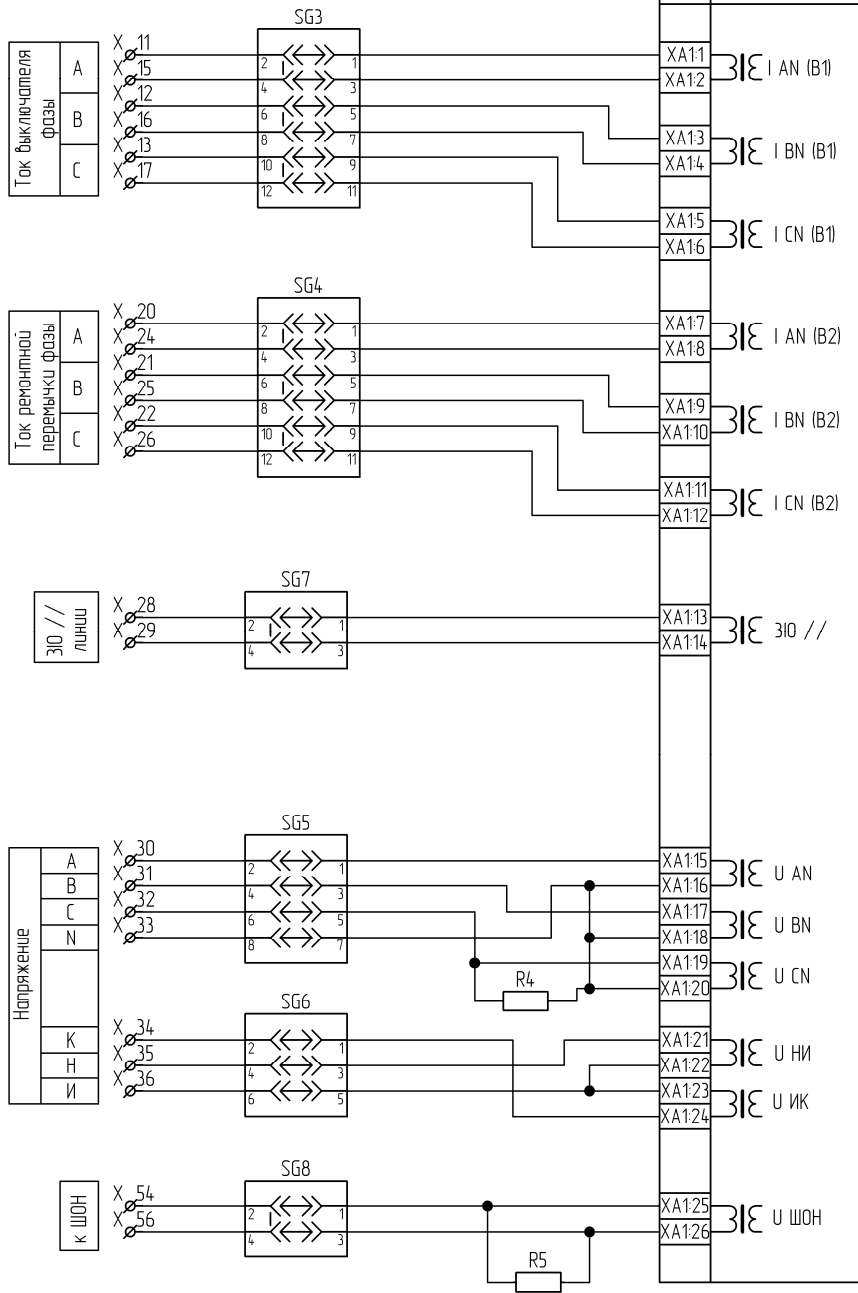 SG3
Ток выключателя фазы
A
B
C
X 11
X 15
X 12
X 16
X 13
X 17
2 1
4 3
6 5
8 7
10 9
12 11
XA1:1
XA1:2
XA1:3
XA1:4
XA1:5
XA1:6
I AN (B1)
I BN (B1)
I CN (B1)
SG4
Ток ремонтной перемычки фазы
A
B
C
X 20
X 24
X 21
X 25
X 22
X 26
2 1
4 3
6 5
8 7
10 9
12 11
XA1:7
XA1:8
XA1:9
XA1:10
XA1:11
XA1:12
I AN (B2)
I BN (B2)
I CN (B2)
SG7
3I0 // линии
X 28
X 29
2 1
4 3
XA1:13
XA1:14
3I0 //
SG5
Напряжение
A
B
C
N
К
Н
И
X 30
X 31
X 32
X 33
2 1
4 3
6 5
8 7
R4
XA1:15
XA1:16
XA1:17
XA1:18
XA1:19
XA1:20
U AN
U BN
U CN
SG6
X 34
X 35
X 36
2 1
4 3
6 5
XA1:21
XA1:22
XA1:23
XA1:24
U НИ
U ИК
SG8
к ШОН
X 54
X 56
2 1
4 3
R5
XA1:25
XA1:26
U ШОН